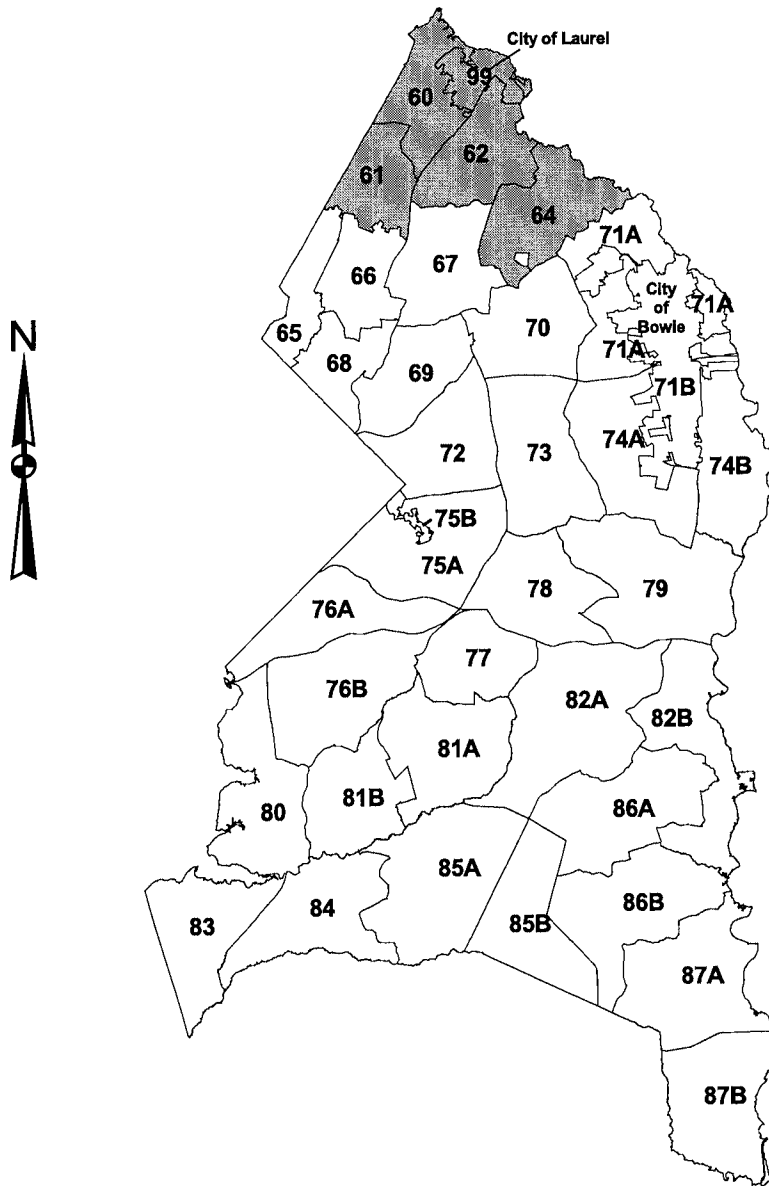 City of Laurel
99
60
62
61
64
71A
66
67
City
of
Bowie
71A
N
65
70
68
71A
69
71B
72
73
74A
74B
75B
75A
78
79
76A
77
76B
82A
82B
81A
80
81B
86A
85A
86B
84
85B
83
87A
87B